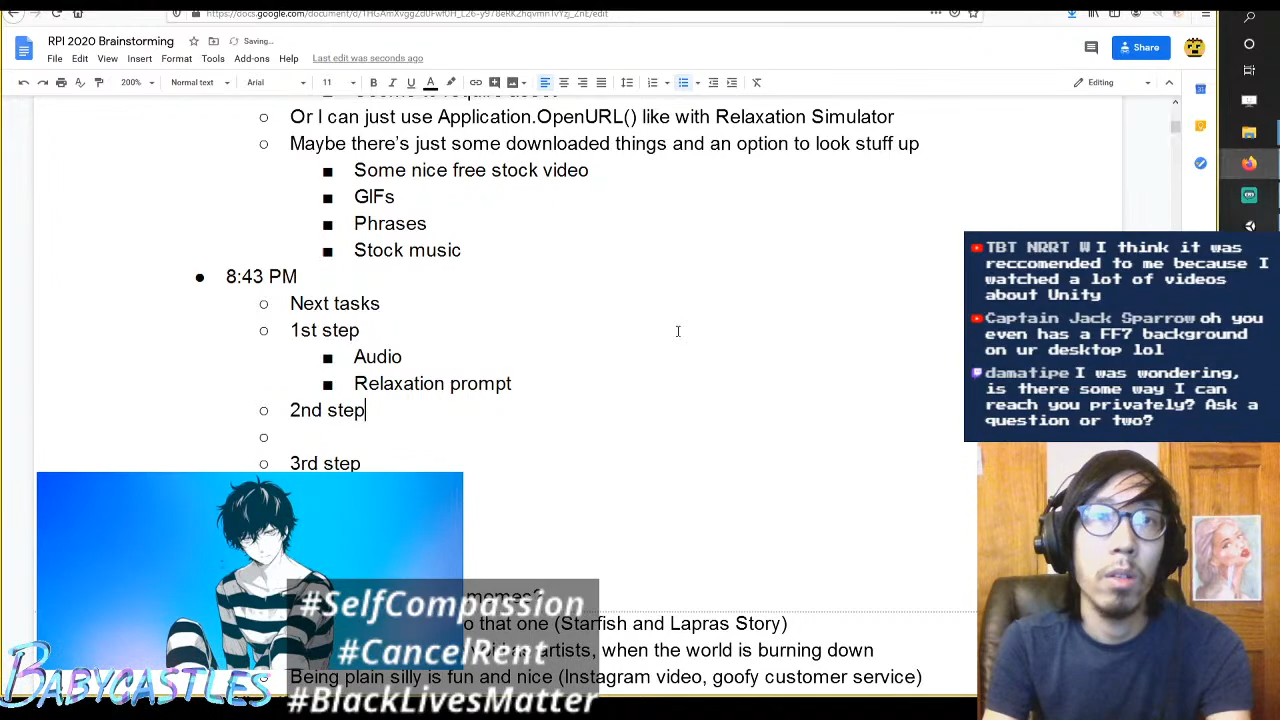 RPI 2020 Brainstorming
Saving...
File Edit View Insert Format Tools Add-ons Help Last edit was seconds ago
Share
200% Normal text Arial 11 Editing
Or I can just use Application.OpenURL() like with Relaxation Simulator
Maybe there's just some downloaded things and an option to look stuff up
Some nice free stock video
GIFs
Phrases
Stock music
8:43 PM
Next tasks
1st step
Audio
Relaxation prompt
2nd step
3rd step
memes?
that one (Starfish and Lapras Story)
artists, when the world is burning down
Being plain silly is fun and nice (Instagram video, goofy customer service)
TBT NRRT W I think it was
reccomended to me because I
watched a lot of videos
about Unity
Captain Jack Sparrow oh you
even has a FF7 background
on ur desktop lol
damatipe I was wondering,
is there some way I can
reach you privately? Ask a
question or two?
#SelfCompassion
#CancelRent
#BlackLivesMatter
BABYCASTLES